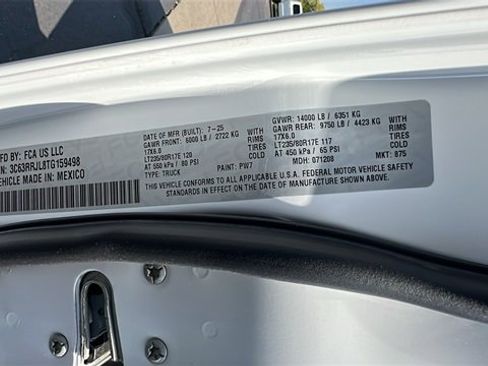 MFD BY: FCA US LLC
N: 3C63RRJL8TG159498
VEHICLE MADE IN: MEXICO
DATE OF MFR (BUILT): 7-25
GAWR FRONT: 6000 LB / 2722 KG
17X6.0 WITH RIMS
LT235/80R17E 120 TIRES
AT 550 kPa / 80 PSI COLD
TYPE: TRUCK PAINT: PW7
GVWR: 14000 LB / 6351 KG
GAWR REAR: 9750 LB / 4423 KG
17X6.0 WITH RIMS
LT235/80R17E 117 TIRES
AT 450 kPa / 65 PSI COLD
MDH: 071208 MKT: 875
THIS VEHICLE CONFORMS TO ALL APPLICABLE U.S.A. FEDERAL MOTOR VEHICLE SAFETY
STANDARDS IN EFFECT ON THE DATE OF MANUFACTURE SHOWN ABOVE.